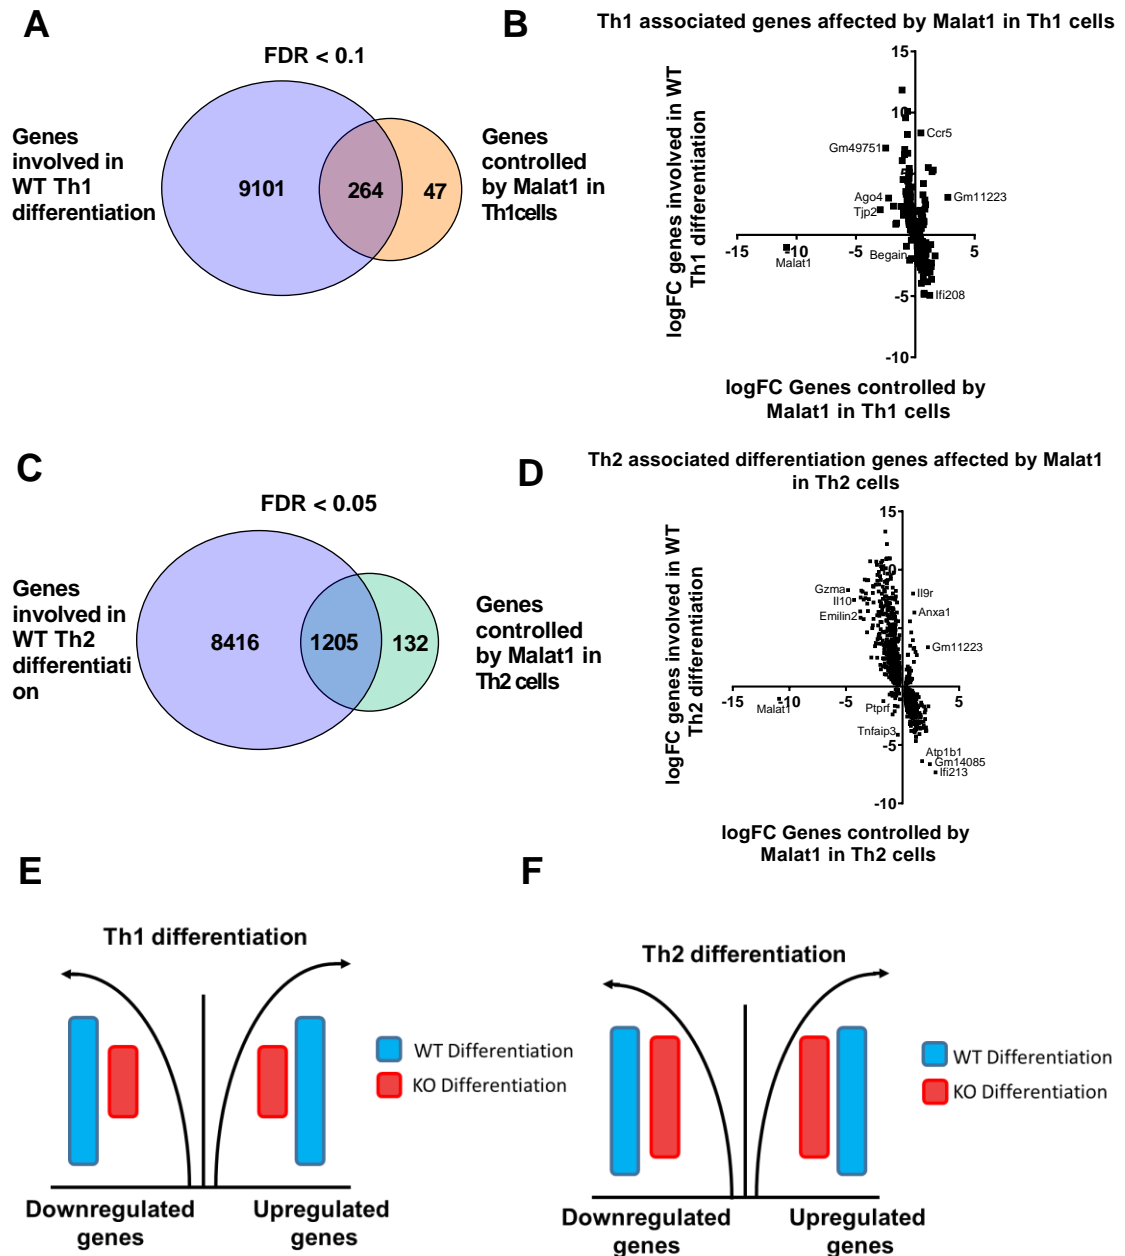 A
FDR < 0.1
Genes
involved in
WT Th1
differentiation
9101
264
47
Genes
controlled
by Malat1 in
Th1cells
B
Th1 associated genes affected by Malat1 in Th1 cells
logFC genes involved in WT
Th1 differentiation
15
10
5
-15
-10
-5
5
-5
-10
Ccr5
Gm49751
Ago4
Tjp2
Gm11223
Malat1
Begain
Ifi208
logFC Genes controlled by
Malat1 in Th1 cells
C
FDR < 0.05
Genes
involved in
WT Th2
differentiati
on
8416
1205
132
Genes
controlled
by Malat1 in
Th2 cells
D
Th2 associated differentiation genes affected by Malat1
in Th2 cells
logFC genes involved in WT
Th2 differentiation
15
-15
-10
-5
5
-5
-10
Gzma
Il10
Emilin2
Il9r
Anxa1
Gm11223
Malat1
Ptprf
Tnfaip3
Atp1b1
Gm14085
Ifi213
logFC Genes controlled by
Malat1 in Th2 cells
E
Th1 differentiation
WT Differentiation
KO Differentiation
Downregulated
genes
Upregulated
genes
F
Th2 differentiation
WT Differentiation
KO Differentiation
Downregulated
genes
Upregulated
genes